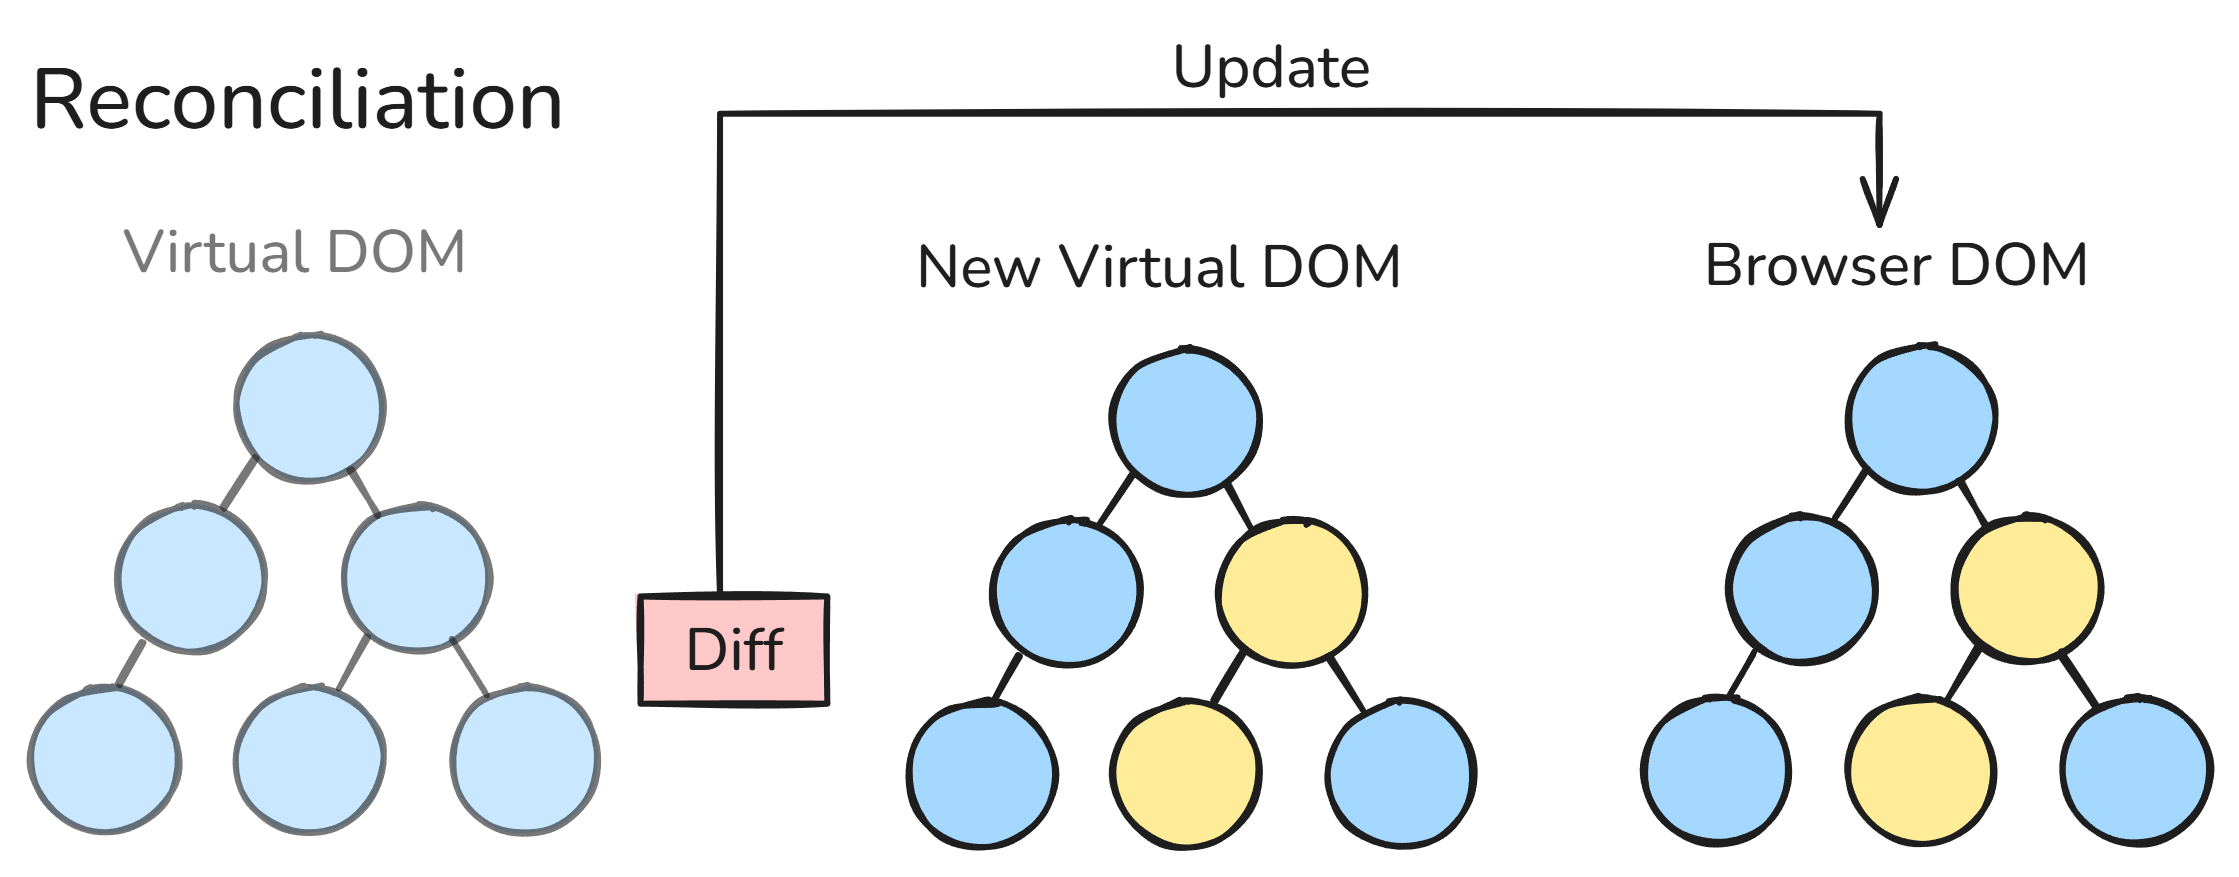 Reconciliation
Update
Virtual DOM
New Virtual DOM
Browser DOM
Diff